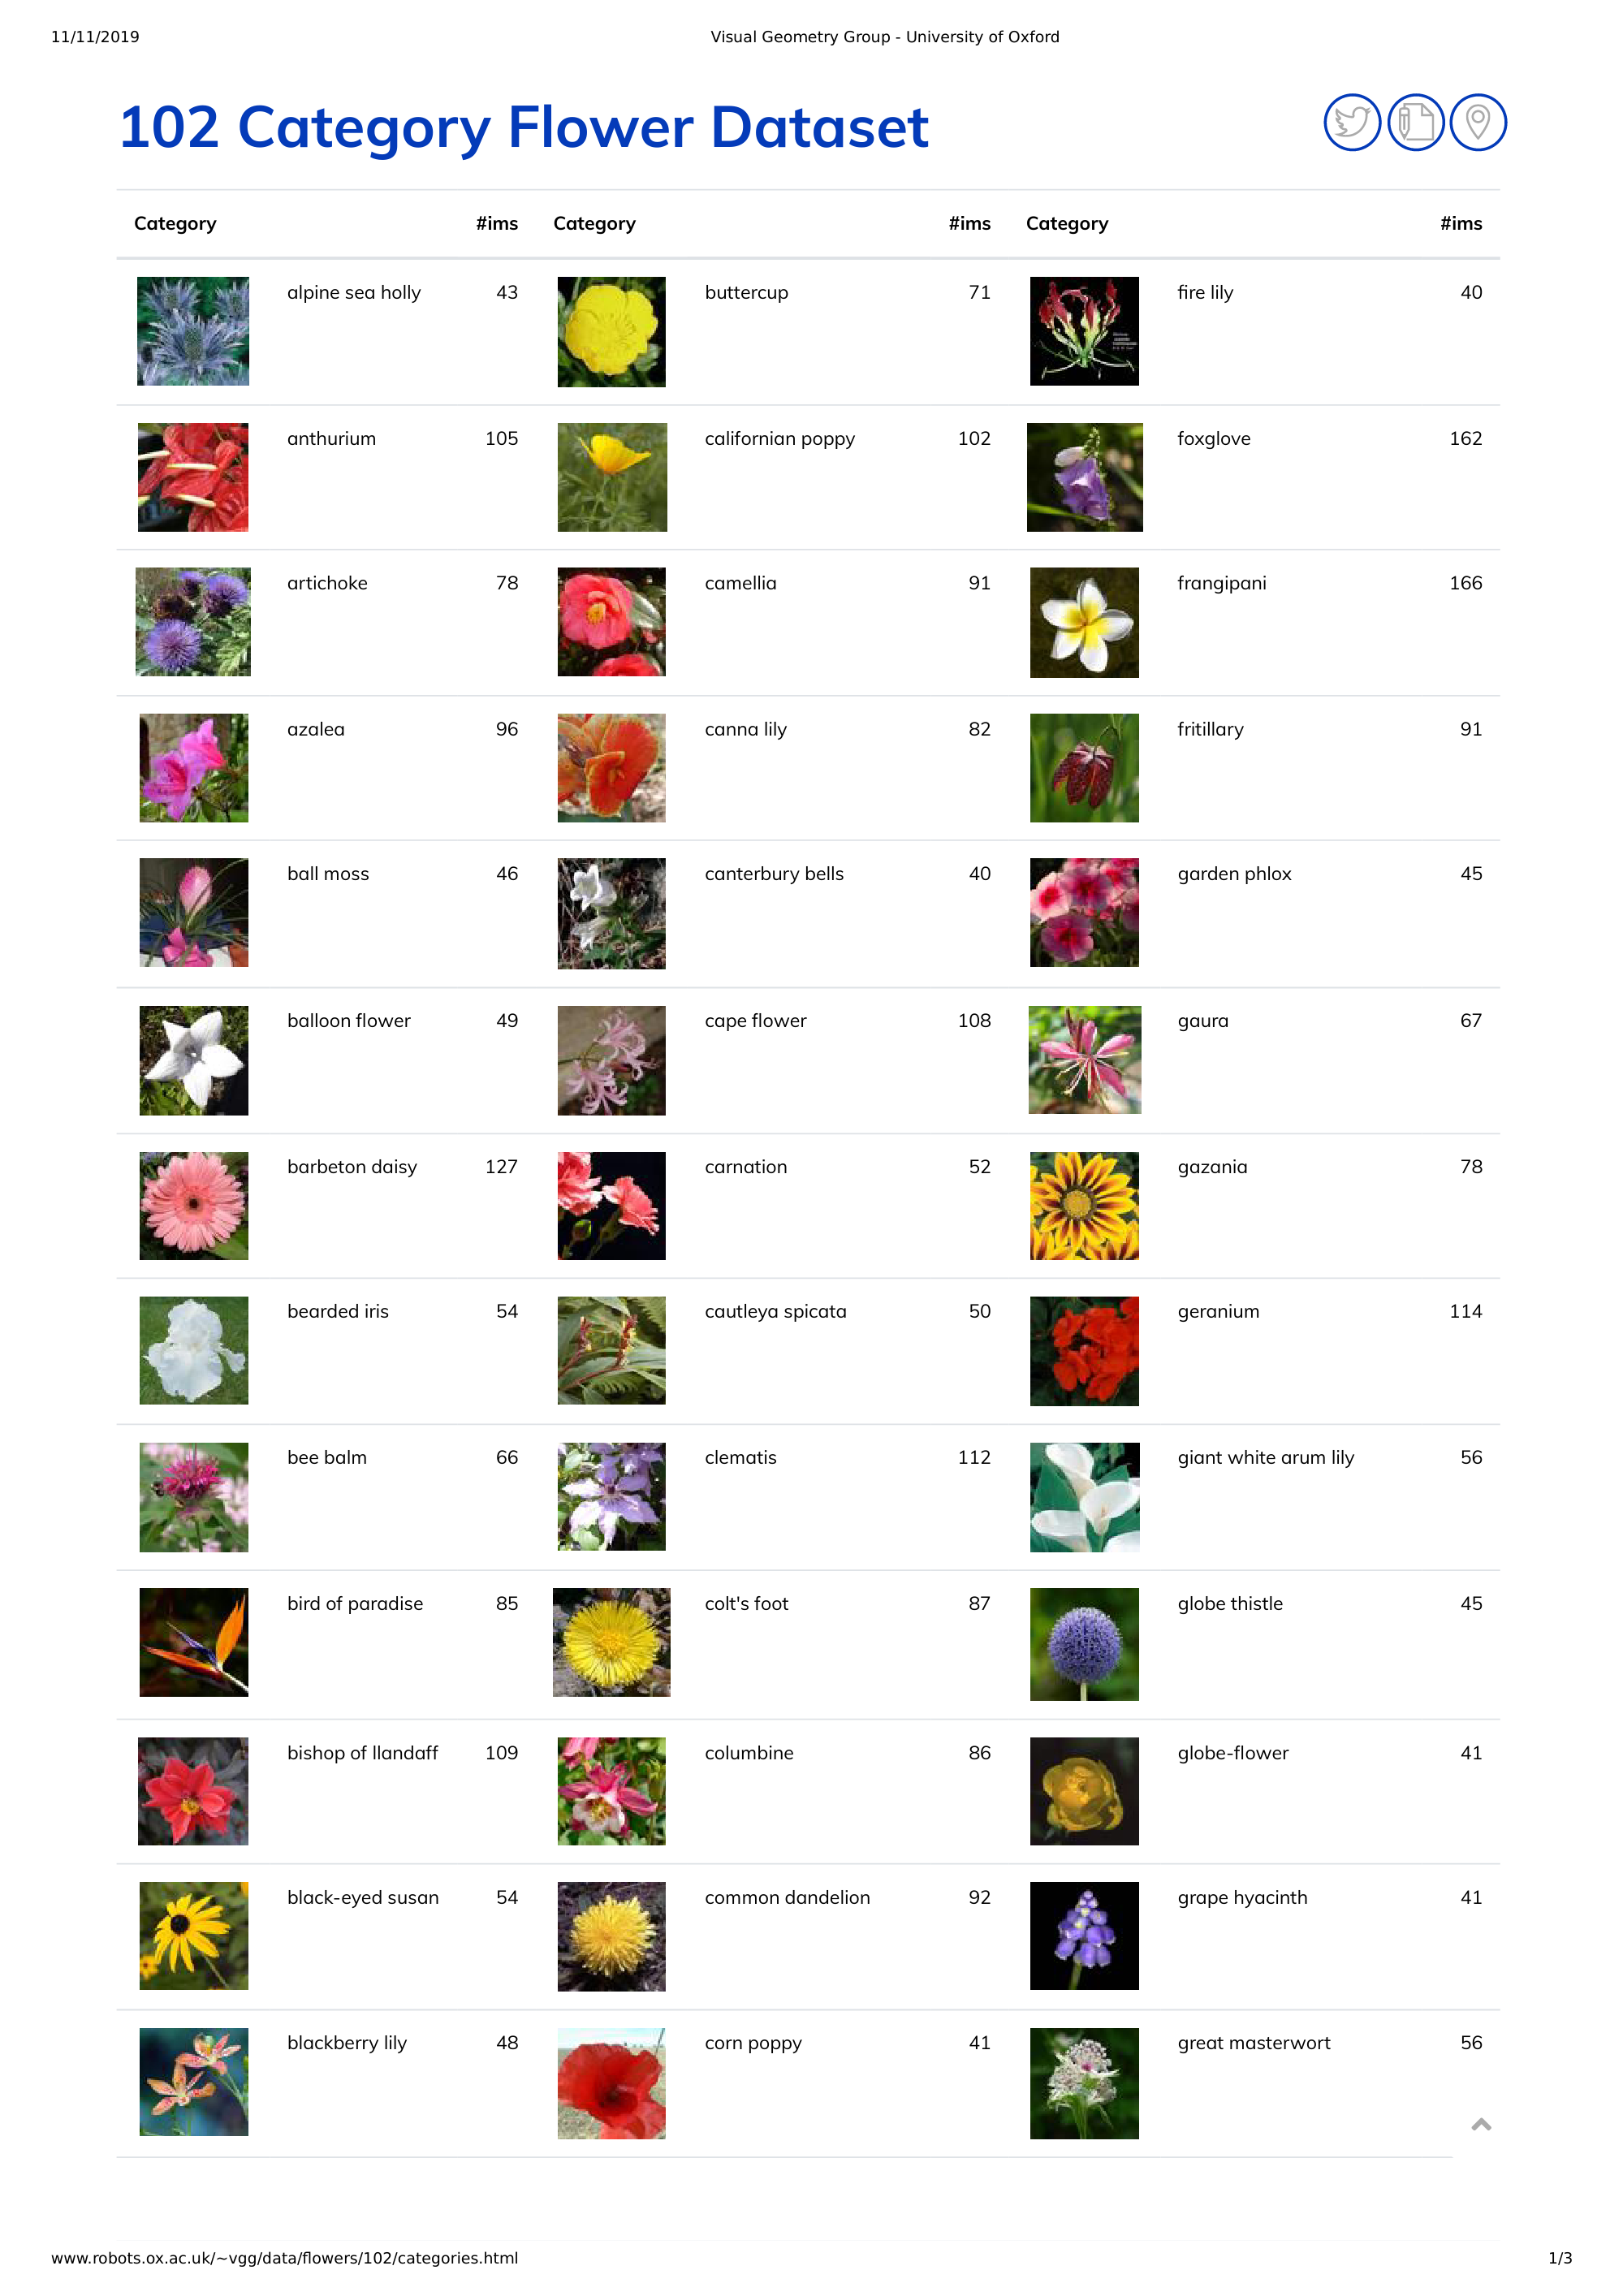 11/11/2019 Visual Geometry Group - University of Oxford
102 Category Flower Dataset
Category #ims Category #ims Category #ims
alpine sea holly 43 buttercup 71 fire lily 40
anthurium 105 californian poppy 102 foxglove 162
artichoke 78 camellia 91 frangipani 166
azalea 96 canna lily 82 fritillary 91
ball moss 46 canterbury bells 40 garden phlox 45
balloon flower 49 cape flower 108 gaura 67
barbeton daisy 127 carnation 52 gazania 78
bearded iris 54 cautleya spicata 50 geranium 114
bee balm 66 clematis 112 giant white arum lily 56
bird of paradise 85 colt's foot 87 globe thistle 45
bishop of llandaff 109 columbine 86 globe-flower 41
black-eyed susan 54 common dandelion 92 grape hyacinth 41
blackberry lily 48 corn poppy 41 great masterwort 56
www.robots.ox.ac.uk/~vgg/data/flowers/102/categories.html 1/3